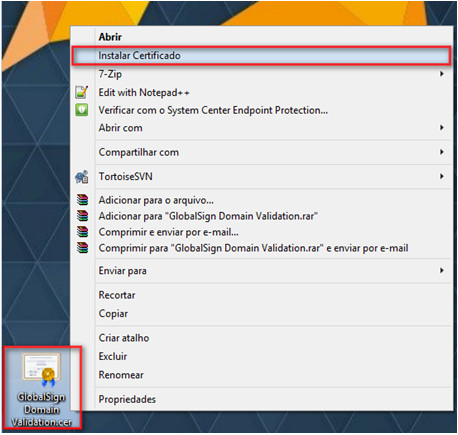 Abrir
Instalar Certificado
7-Zip
Edit with Notepad++
Verificar com o System Center Endpoint Protection...
Abrir com
Compartilhar com
TortoiseSVN
Adicionar para o arquivo...
Adicionar para "GlobalSign Domain Validation.rar"
Comprimir e enviar por e-mail...
Comprimir para "GlobalSign Domain Validation.rar" e enviar por e-mail
Enviar para
Recortar
Copiar
Criar atalho
Excluir
Renomear
Propriedades
GlobalSign
Domain
Validation.cer